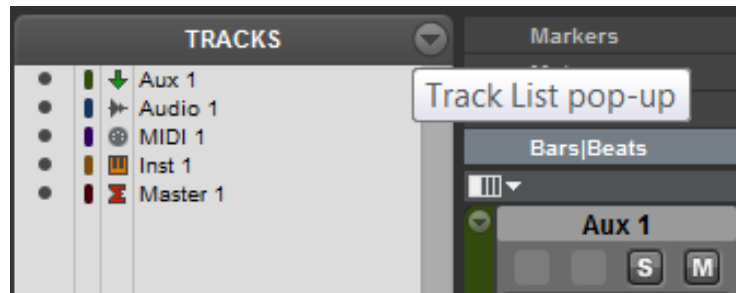 TRACKS
Aux 1
Audio 1
MIDI 1
Inst 1
Master 1
Markers
Track List pop-up
Bars|Beats
Aux 1
S M